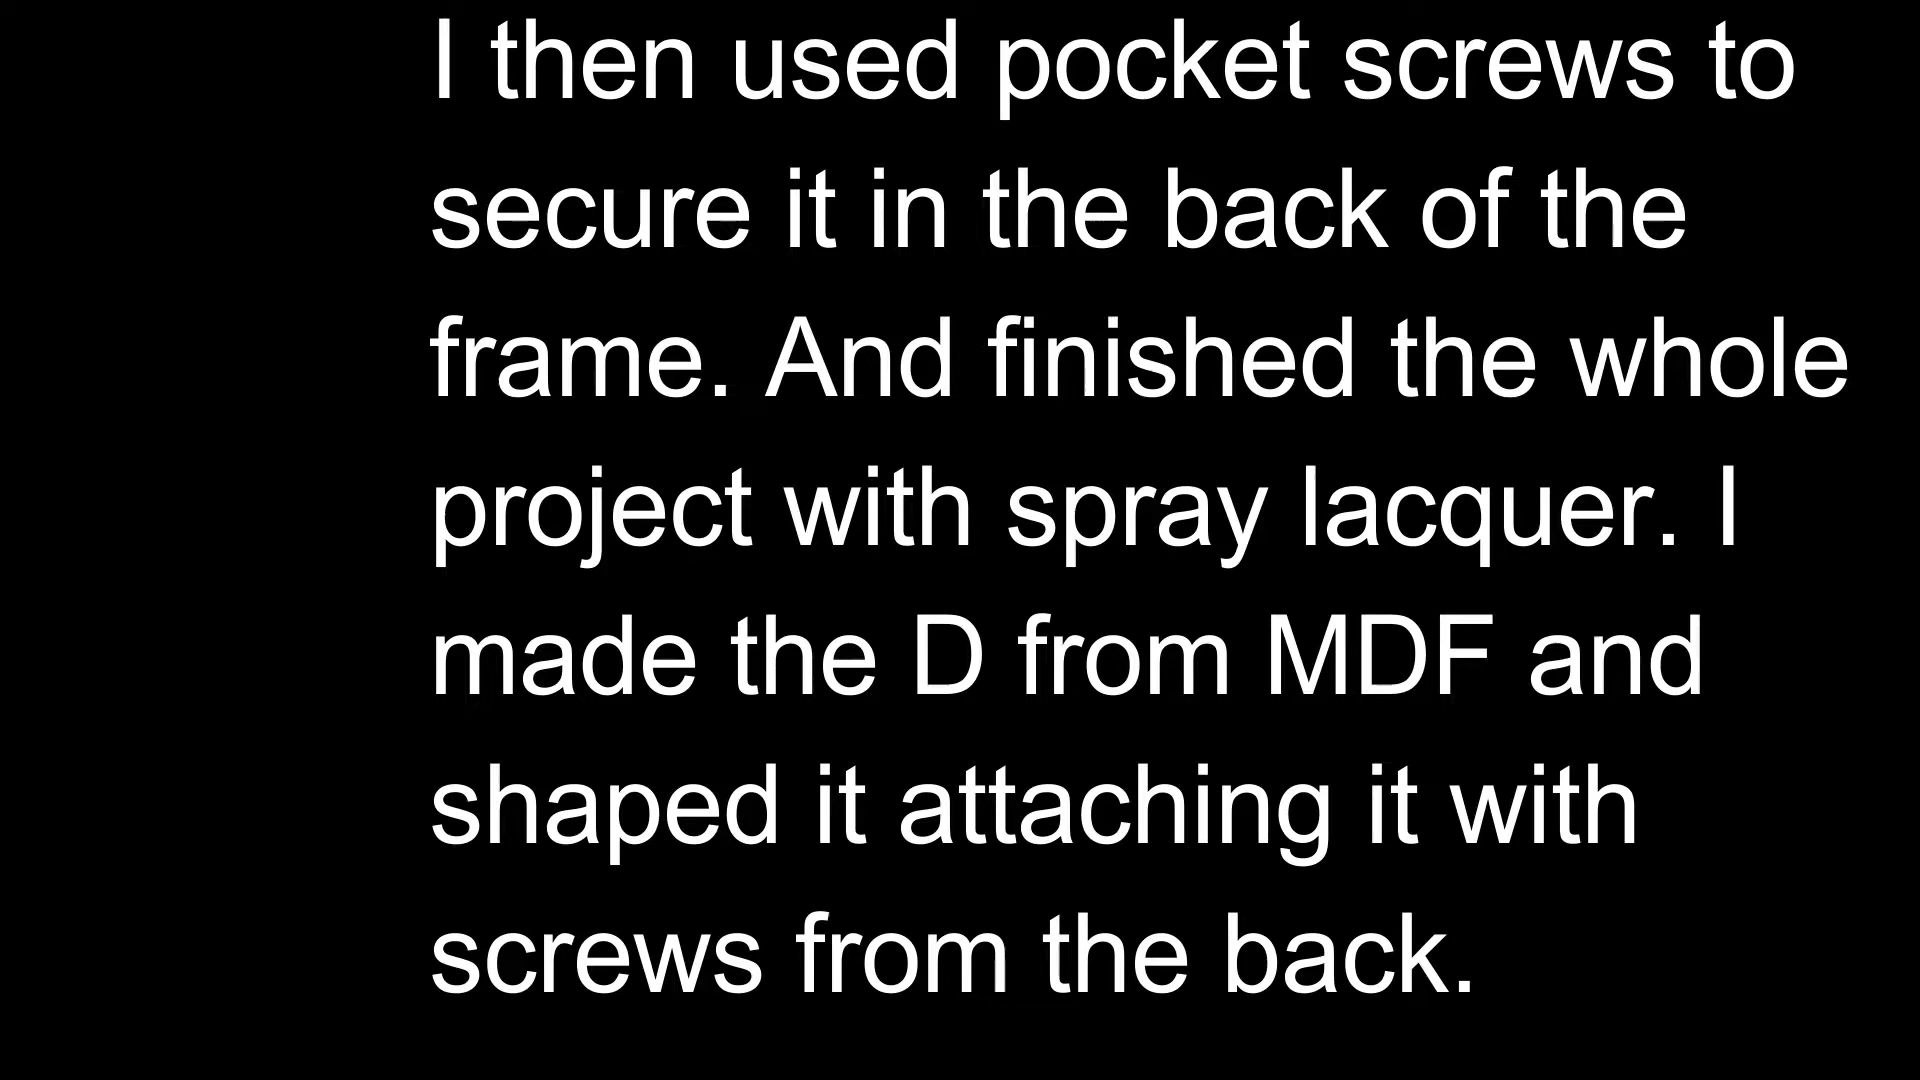 I then used pocket screws to
secure it in the back of the
frame. And finished the whole
project with spray lacquer. I
made the D from MDF and
shaped it attaching it with
screws from the back.